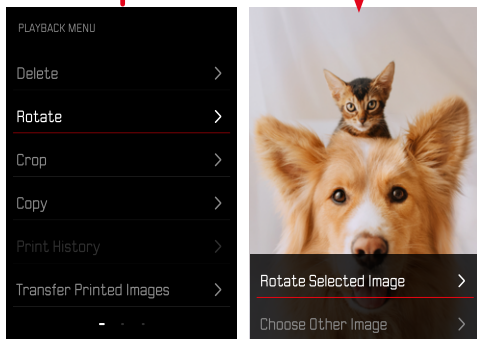 PLAYBACK MENU
Delete
Rotate
Crop
Copy
Print History
Transfer Printed Images
Rotate Selected Image
Choose Other Image